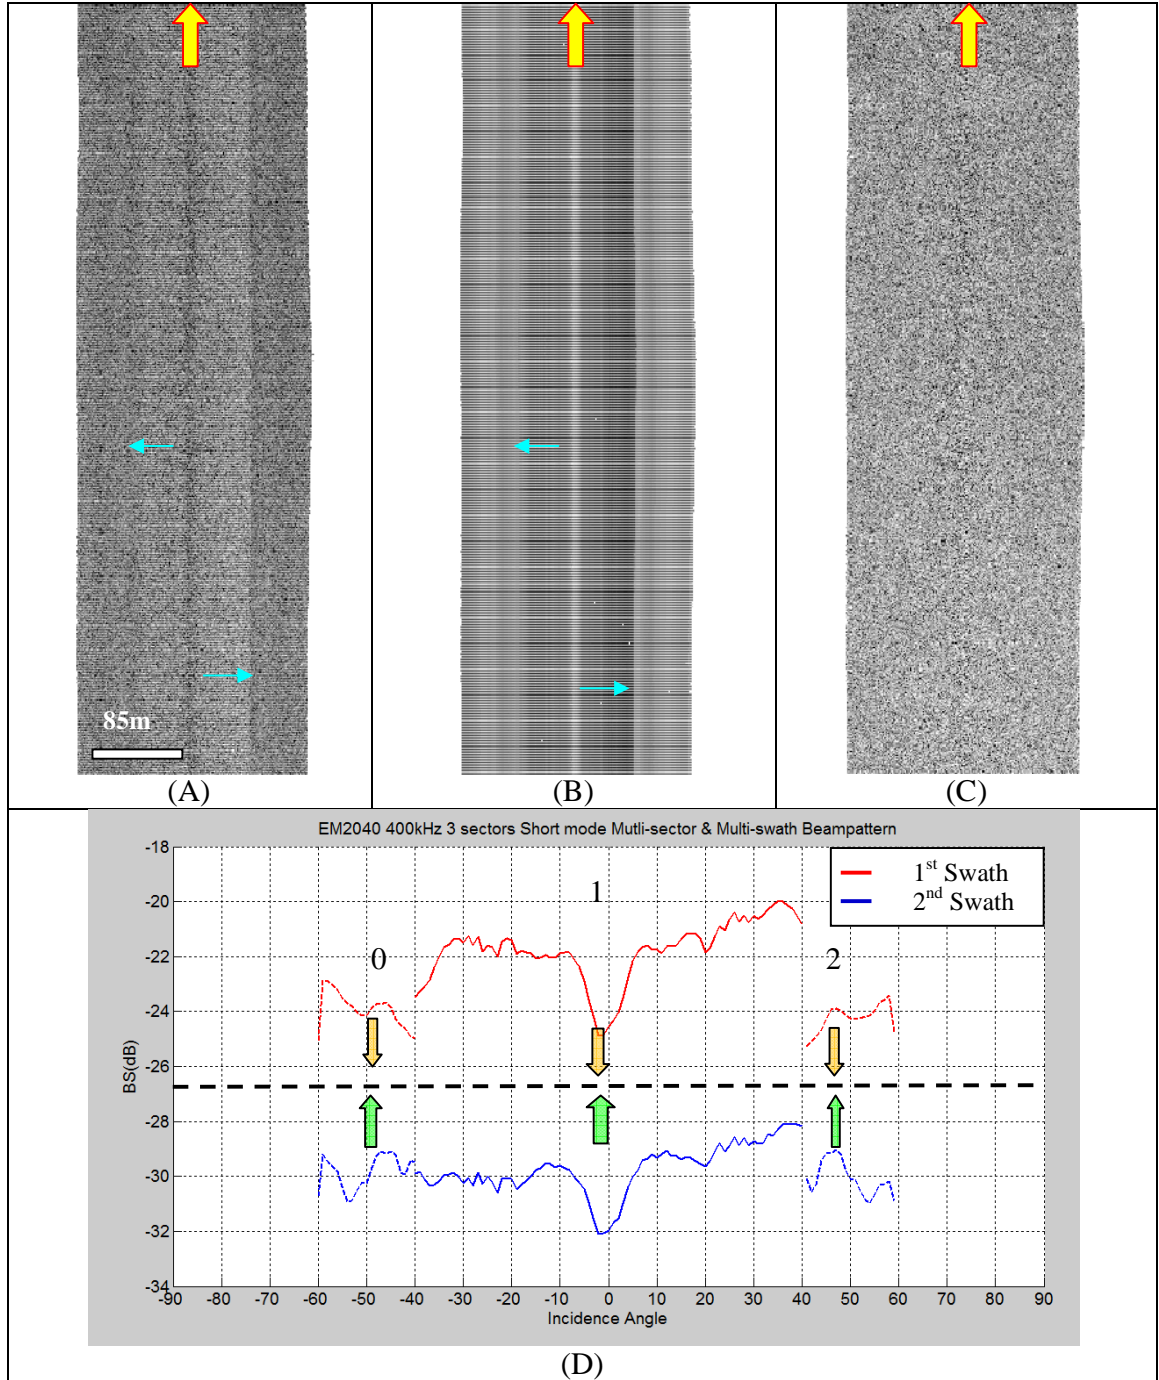 85m
(A)
(B)
(C)
EM2040 400kHz 3 sectors Short mode Mutli-sector & Multi-swath Beampattern
1st Swath
2nd Swath
0
1
2
BS(dB)
-18
-20
-22
-24
-26
-28
-30
-32
-34
-90 -80 -70 -60 -50 -40 -30 -20 -10 0 10 20 30 40 50 60 70 80 90
Incidence Angle
(D)